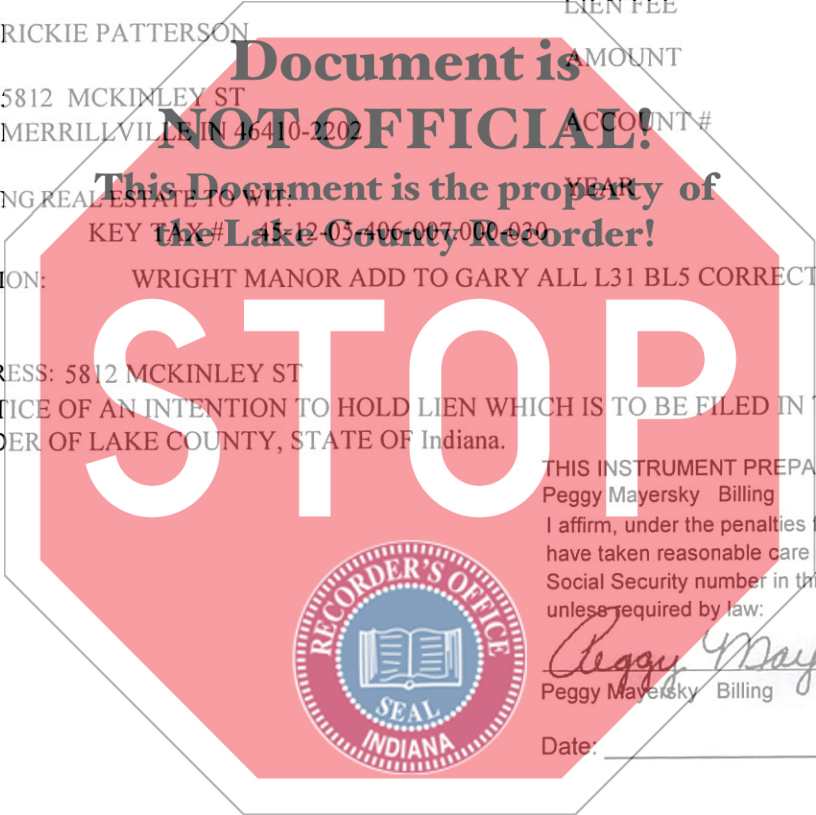 LIEN FEE
RICKIE PATTERSON
Document is
AMOUNT
5812 MCKINLEY ST
NOT OFFICIAL!
ACCOUNT #
MERRILLVILLE IN 46410-2202
This Document is the property of
YEAR
NG REAL ESTATE TO WIT:
the Lake County Recorder!
KEY TAX # 45-12-05-406-007.000-030
ION: WRIGHT MANOR ADD TO GARY ALL L31 BL5 CORRECT
STOP
RESS: 5812 MCKINLEY ST
TICE OF AN INTENTION TO HOLD LIEN WHICH IS TO BE FILED IN
DER OF LAKE COUNTY, STATE OF Indiana.
THIS INSTRUMENT PREPA
Peggy Mayersky Billing
I affirm, under the penalties f
have taken reasonable care
Social Security number in thi
unless required by law:
Peggy May
Peggy Mayersky Billing
Date:
RECORDER'S OFFICE
SEAL
INDIANA